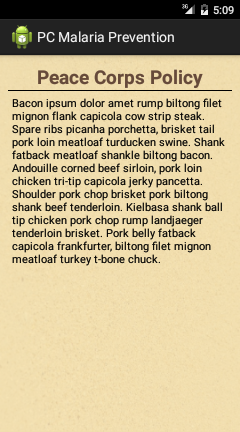 3G 5:09
PC Malaria Prevention
Peace Corps Policy
Bacon ipsum dolor amet rump biltong filet
mignon flank capicola cow strip steak.
Spare ribs picanha porchetta, brisket tail
pork loin meatloaf turducken swine. Shank
fatback meatloaf shankle biltong bacon.
Andouille corned beef sirloin, pork loin
chicken tri-tip capicola jerky pancetta.
Shoulder pork chop brisket pork biltong
shank beef tenderloin. Kielbasa shank ball
tip chicken pork chop rump landjaeger
tenderloin brisket. Pork belly fatback
capicola frankfurter, biltong filet mignon
meatloaf turkey t-bone chuck.